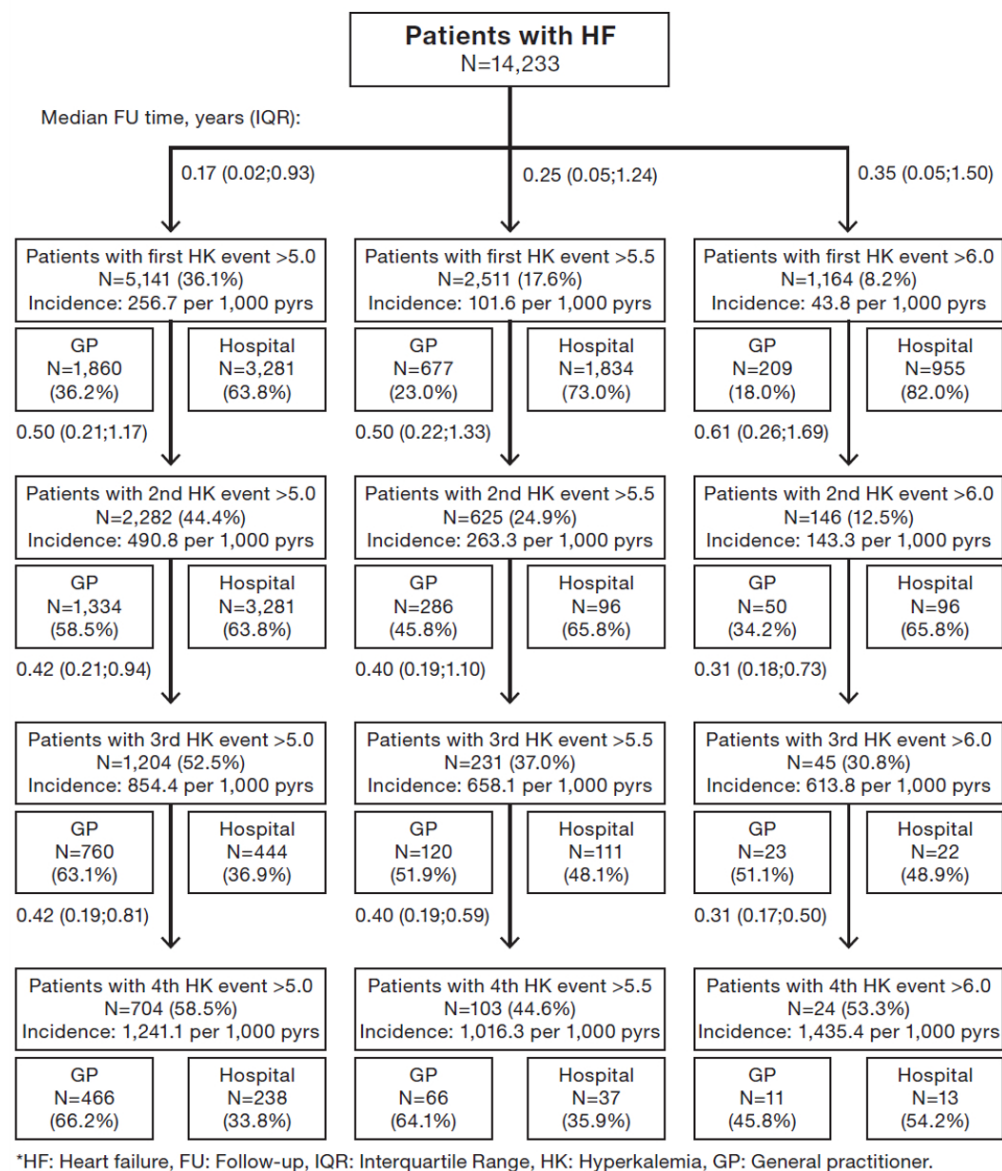 Patients with HF
N=14,233
Median FU time, years (IQR):
0.17 (0.02;0.93)
0.25 (0.05;1.24)
0.35 (0.05;1.50)
Patients with first HK event >5.0
N=5,141 (36.1%)
Incidence: 256.7 per 1,000 pyrs
Patients with first HK event >5.5
N=2,511 (17.6%)
Incidence: 101.6 per 1,000 pyrs
Patients with first HK event >6.0
N=1,164 (8.2%)
Incidence: 43.8 per 1,000 pyrs
GP
N=1,860
(36.2%)
Hospital
N=3,281
(63.8%)
GP
N=677
(23.0%)
Hospital
N=1,834
(73.0%)
GP
N=209
(18.0%)
Hospital
N=955
(82.0%)
0.50 (0.21;1.17)
0.50 (0.22;1.33)
0.61 (0.26;1.69)
Patients with 2nd HK event >5.0
N=2,282 (44.4%)
Incidence: 490.8 per 1,000 pyrs
Patients with 2nd HK event >5.5
N=625 (24.9%)
Incidence: 263.3 per 1,000 pyrs
Patients with 2nd HK event >6.0
N=146 (12.5%)
Incidence: 143.3 per 1,000 pyrs
GP
N=1,334
(58.5%)
Hospital
N=3,281
(63.8%)
GP
N=286
(45.8%)
Hospital
N=96
(65.8%)
GP
N=50
(34.2%)
Hospital
N=96
(65.8%)
0.42 (0.21;0.94)
0.40 (0.19;1.10)
0.31 (0.18;0.73)
Patients with 3rd HK event >5.0
N=1,204 (52.5%)
Incidence: 854.4 per 1,000 pyrs
Patients with 3rd HK event >5.5
N=231 (37.0%)
Incidence: 658.1 per 1,000 pyrs
Patients with 3rd HK event >6.0
N=45 (30.8%)
Incidence: 613.8 per 1,000 pyrs
GP
N=760
(63.1%)
Hospital
N=444
(36.9%)
GP
N=120
(51.9%)
Hospital
N=111
(48.1%)
GP
N=23
(51.1%)
Hospital
N=22
(48.9%)
0.42 (0.19;0.81)
0.40 (0.19;0.59)
0.31 (0.17;0.50)
Patients with 4th HK event >5.0
N=704 (58.5%)
Incidence: 1,241.1 per 1,000 pyrs
Patients with 4th HK event >5.5
N=103 (44.6%)
Incidence: 1,016.3 per 1,000 pyrs
Patients with 4th HK event >6.0
N=24 (53.3%)
Incidence: 1,435.4 per 1,000 pyrs
GP
N=466
(66.2%)
Hospital
N=238
(33.8%)
GP
N=66
(64.1%)
Hospital
N=37
(35.9%)
GP
N=11
(45.8%)
Hospital
N=13
(54.2%)
*HF: Heart failure, FU: Follow-up, IQR: Interquartile Range, HK: Hyperkalemia, GP: General practitioner.